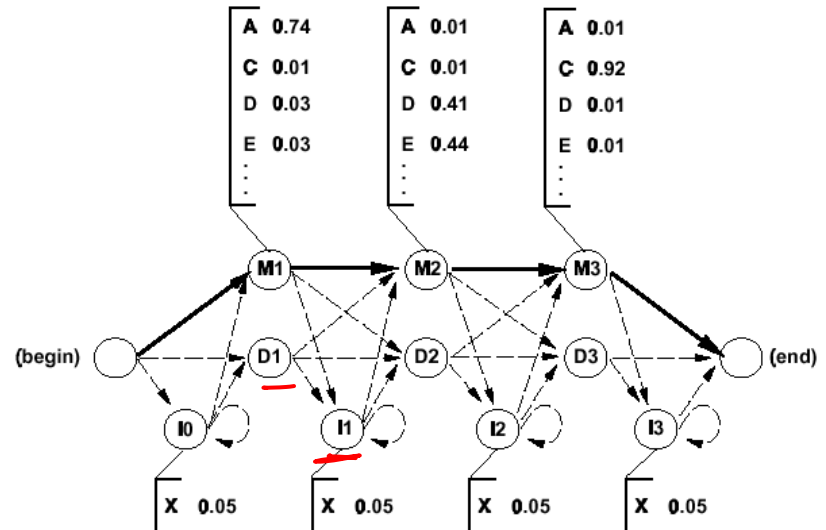 A 0.74 A 0.01 A 0.01
C 0.01 C 0.01 C 0.92
D 0.03 D 0.41 D 0.01
E 0.03 E 0.44 E 0.01
M1 M2 M3
(begin) D1 D2 D3 (end)
I0 I1 I2 I3
X 0.05 X 0.05 X 0.05 X 0.05